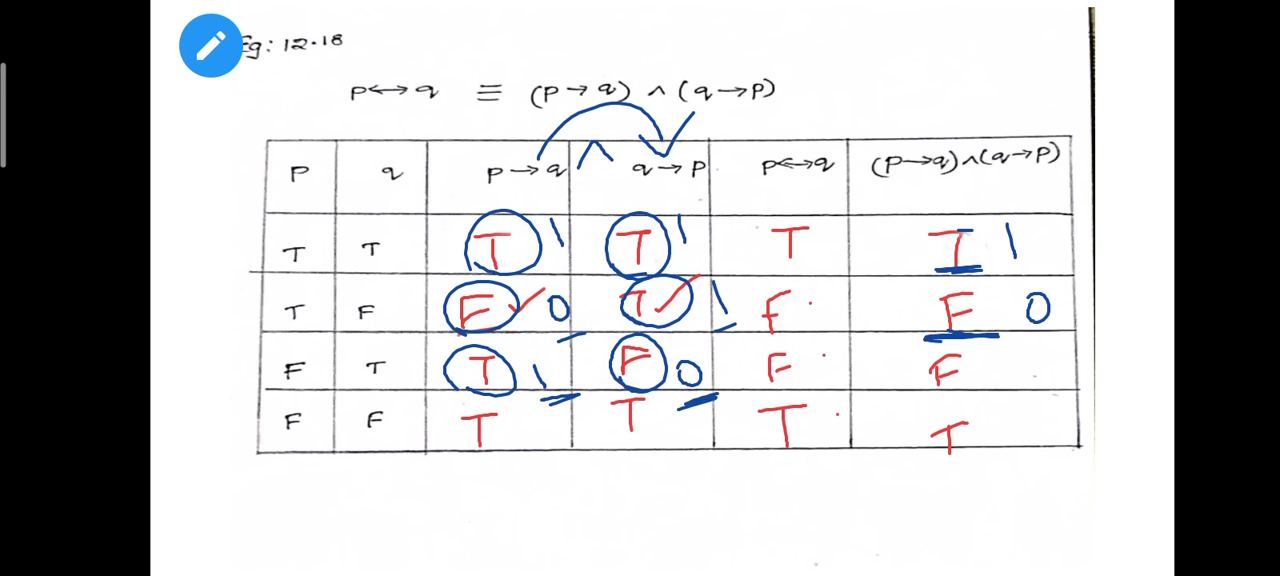 Eg: 12.18
p↔q ≡ (p→q) ∧ (q→p)
p q p→q ∧ q→p p↔q (p→q)∧(q→p)
T T T 1 T 1 T T 1
T F F 0 T 1 F F 0
F T T 1 F 0 F F
F F T T T T